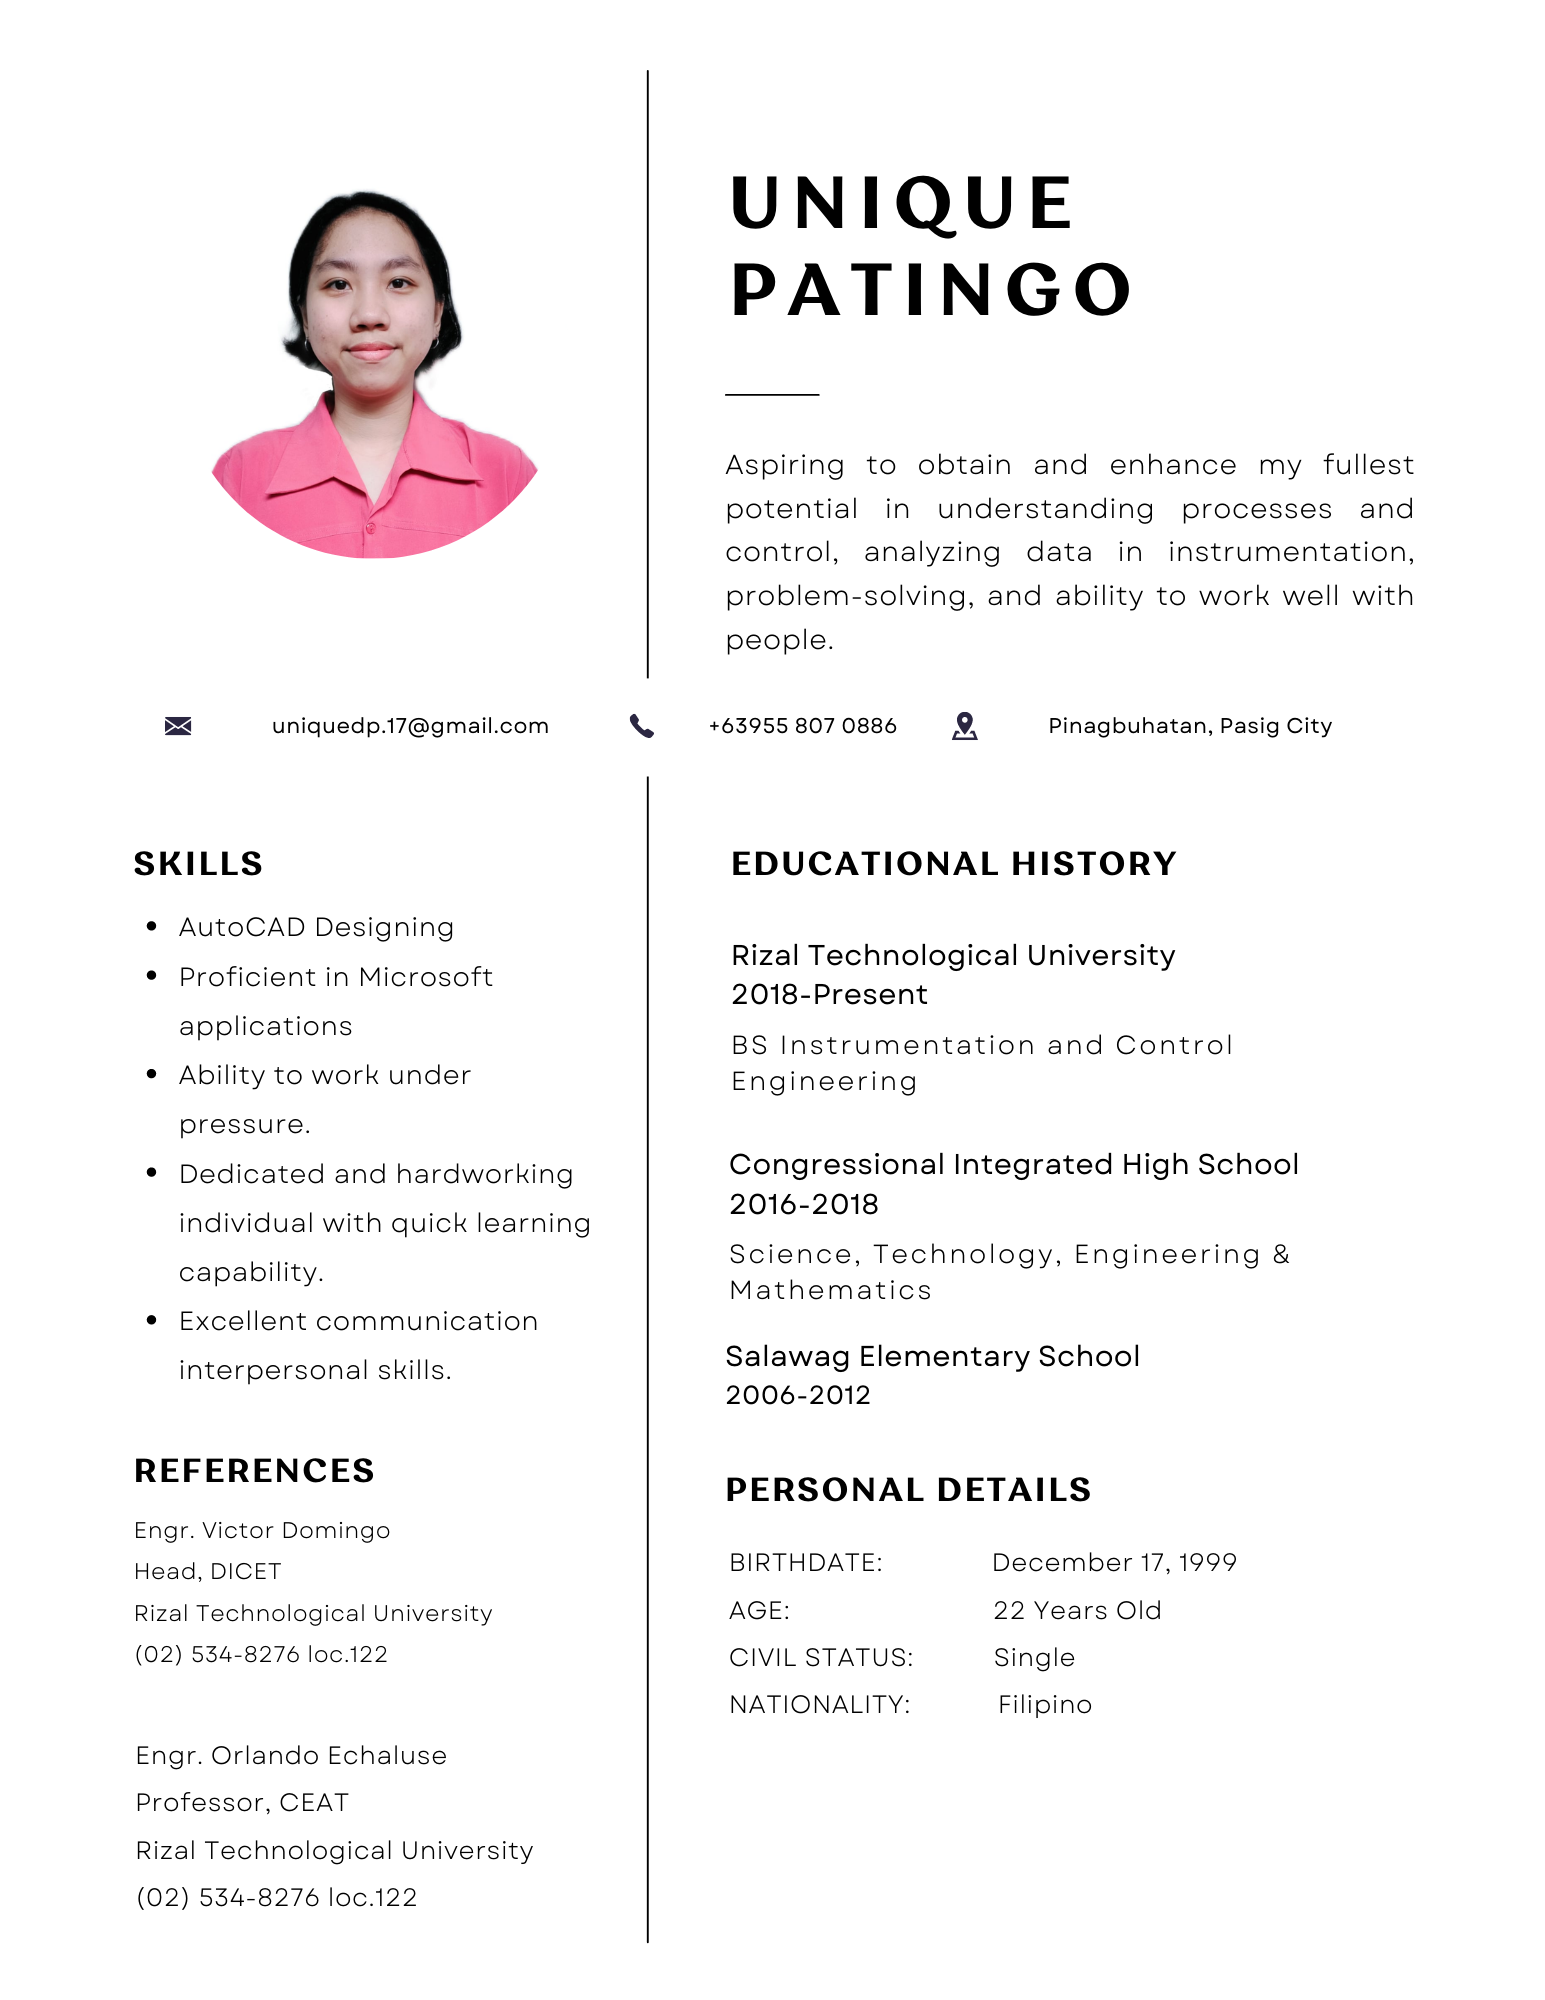 UNIQUE
PATINGO
Aspiring to obtain and enhance my fullest
potential in understanding processes and
control, analyzing data in instrumentation,
problem-solving, and ability to work well with
people.
uniquedp.17@gmail.com
+63955 807 0886
Pinagbuhatan, Pasig City
SKILLS
• AutoCAD Designing
• Proficient in Microsoft
applications
• Ability to work under
pressure.
• Dedicated and hardworking
individual with quick learning
capability.
• Excellent communication
interpersonal skills.
REFERENCES
Engr. Victor Domingo
Head, DICET
Rizal Technological University
(02) 534-8276 loc.122
Engr. Orlando Echaluse
Professor, CEAT
Rizal Technological University
(02) 534-8276 loc.122
EDUCATIONAL HISTORY
Rizal Technological University
2018-Present
BS Instrumentation and Control
Engineering
Congressional Integrated High School
2016-2018
Science, Technology, Engineering &
Mathematics
Salawag Elementary School
2006-2012
PERSONAL DETAILS
BIRTHDATE: December 17, 1999
AGE: 22 Years Old
CIVIL STATUS: Single
NATIONALITY: Filipino